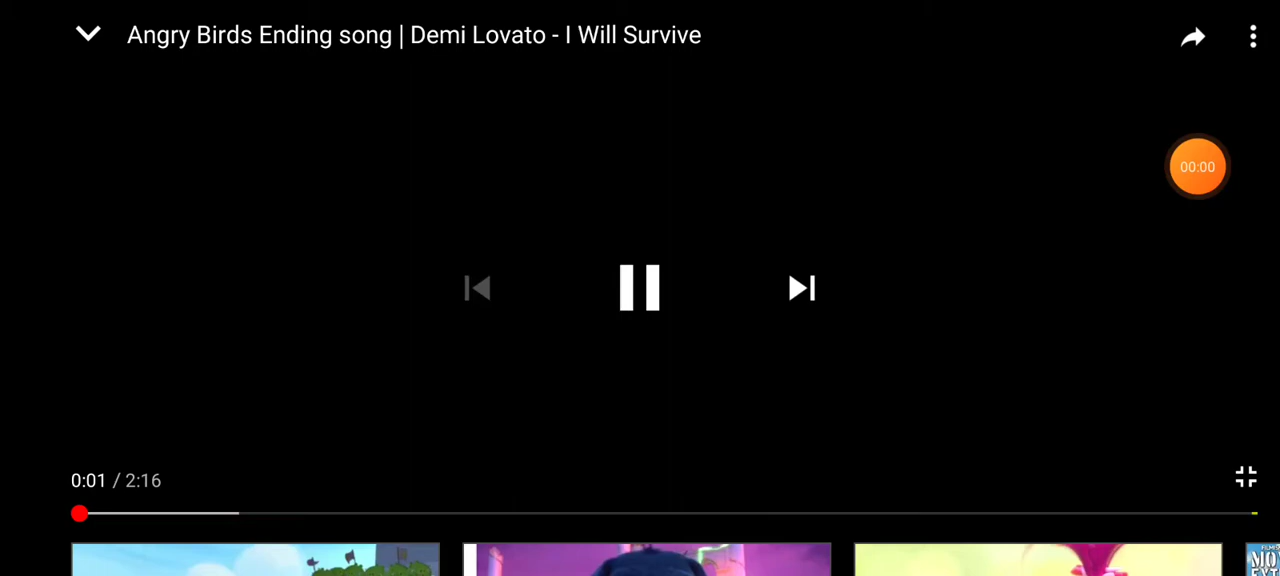 Angry Birds Ending song | Demi Lovato - I Will Survive
00:00
0:01 / 2:16